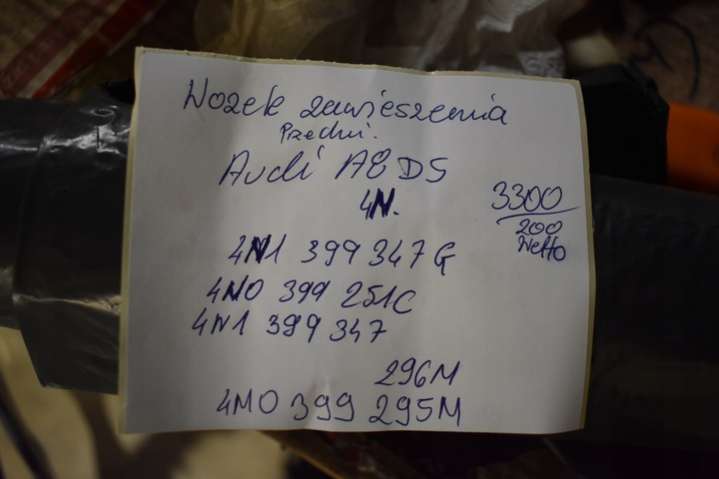 Wózek zawieszenia
Przedni.
Audi A8 D5
4N.
3300
200
Netto
4N1 399 347 G
4N0 399 251C
4N1 399 347
296M
4M0 399 295M